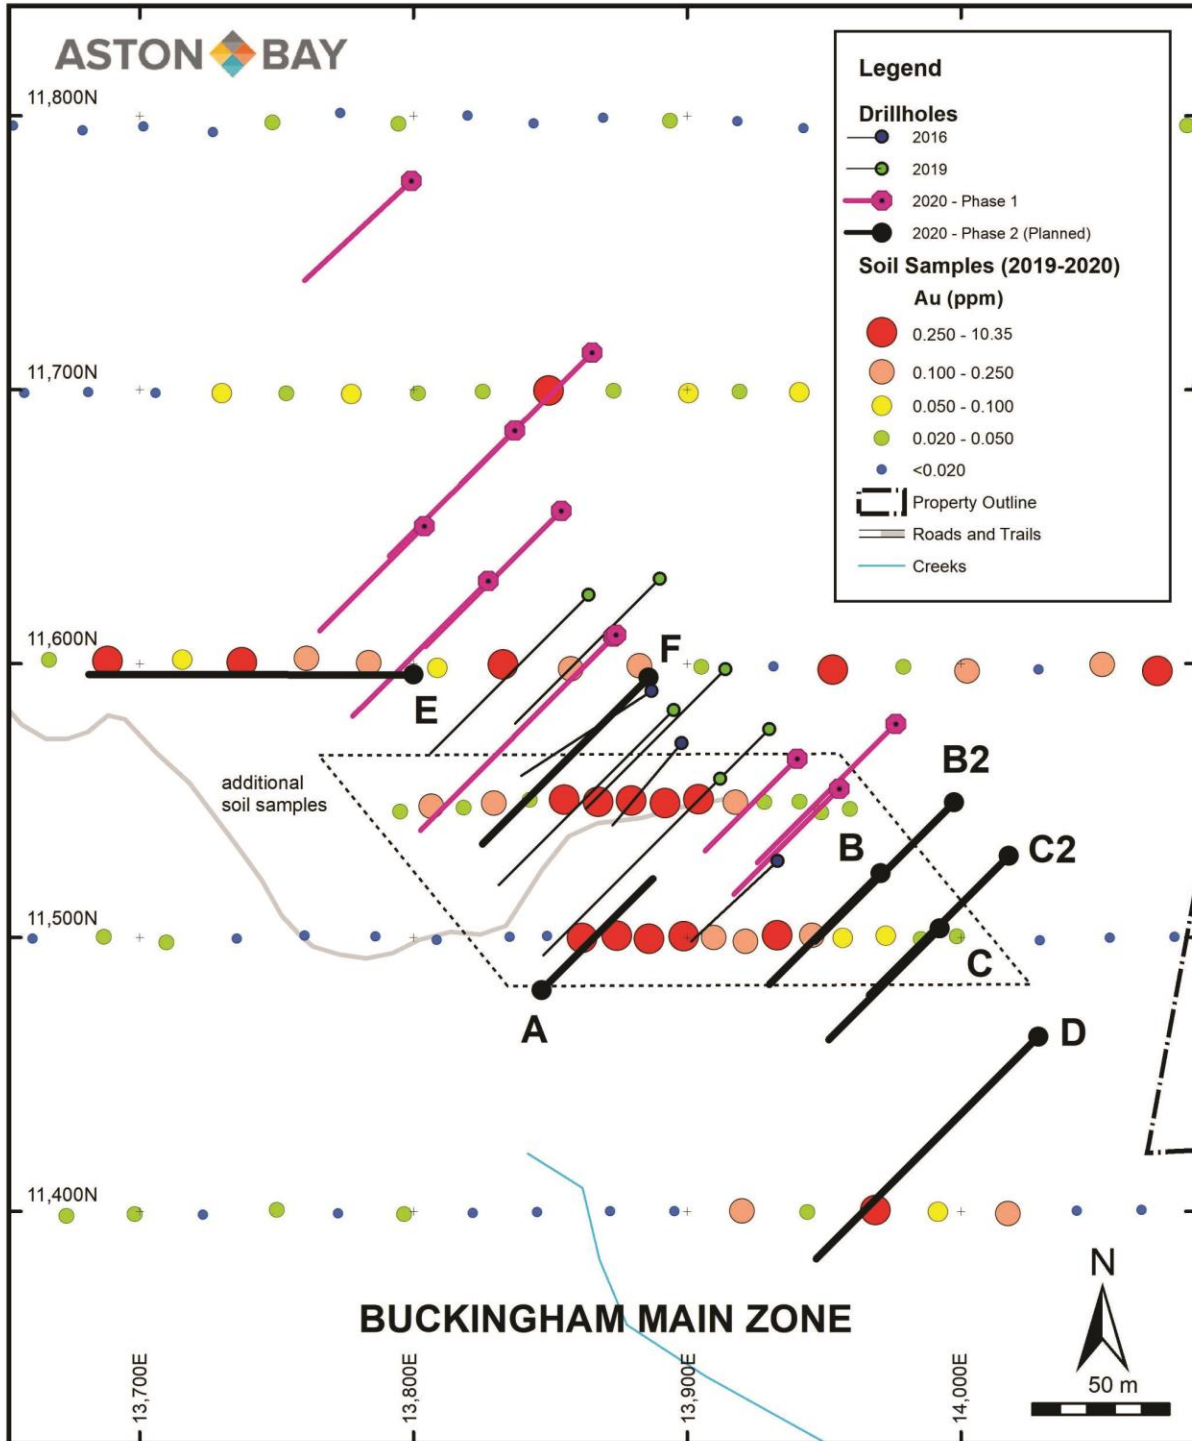 ASTON BAY
11,800N
11,700N
11,600N
11,500N
11,400N
Legend
Drillholes
2016
2019
2020 - Phase 1
2020 - Phase 2 (Planned)
Soil Samples (2019-2020)
Au (ppm)
0.250 - 10.35
0.100 - 0.250
0.050 - 0.100
0.020 - 0.050
<0.020
Property Outline
Roads and Trails
Creeks
F
E
additional
soil samples
B2
B
C2
C
A
D
BUCKINGHAM MAIN ZONE
N
50 m
13,700E
13,800E
13,900E
14,000E